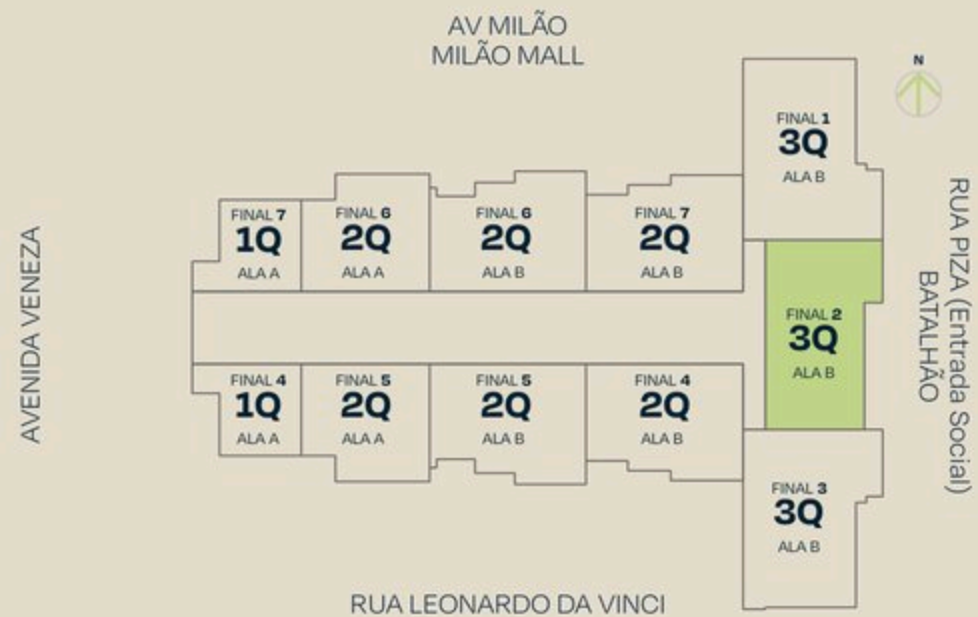 AV MILÃO
MILÃO MALL
N
FINAL 1
3Q
ALA B
FINAL 7
1Q
ALA A
FINAL 6
2Q
ALA A
FINAL 6
2Q
ALA B
FINAL 7
2Q
ALA B
AVENIDA VENEZA
RUA PIZA (Entrada Social)
BATALHÃO
FINAL 2
3Q
ALA B
FINAL 4
1Q
ALA A
FINAL 5
2Q
ALA A
FINAL 5
2Q
ALA B
FINAL 4
2Q
ALA B
FINAL 3
3Q
ALA B
RUA LEONARDO DA VINCI